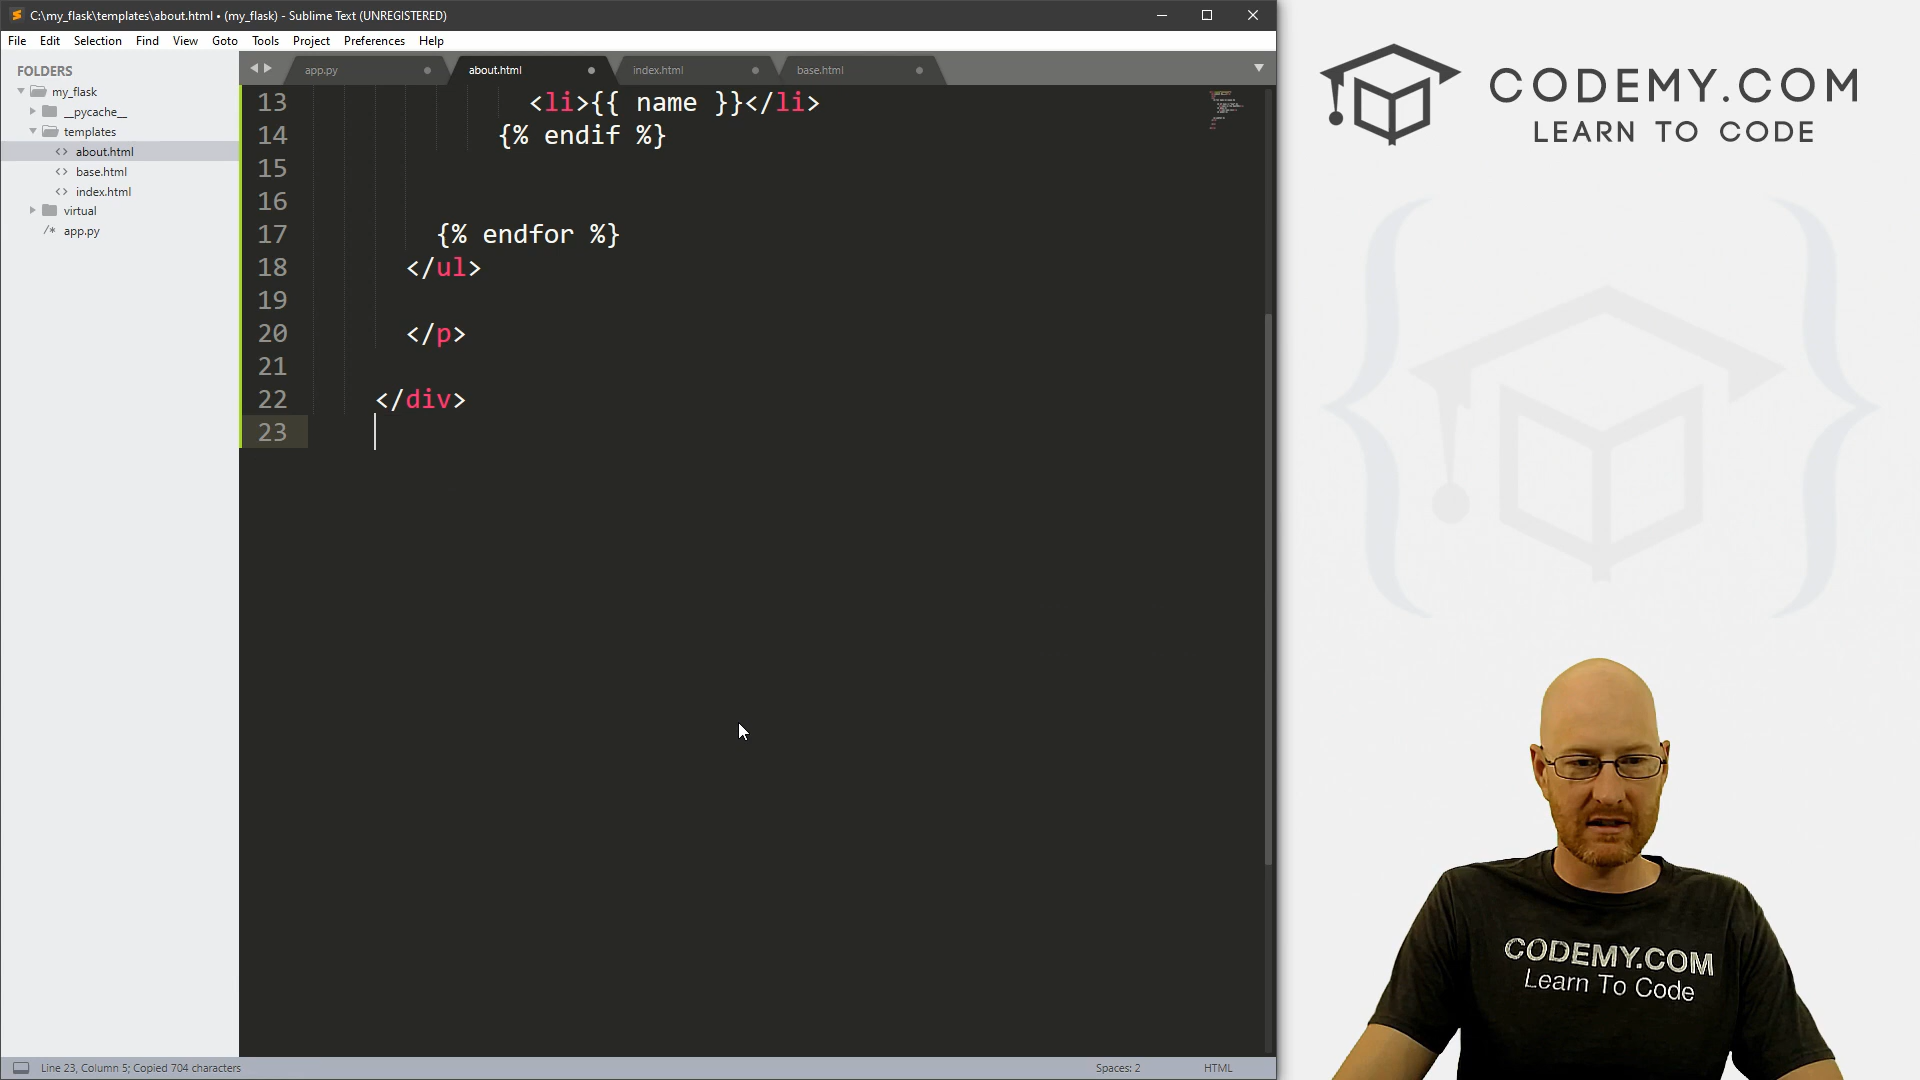 C:\my_flask\templates\about.html • (my_flask) - Sublime Text (UNREGISTERED)
File Edit Selection Find View Goto Tools Project Preferences Help
FOLDERS
my_flask
__pycache__
templates
about.html
base.html
index.html
virtual
app.py
app.py about.html index.html base.html
13 <li>{{ name }}</li>
14 {% endif %}
15
16
17 {% endfor %}
18 </ul>
19
20 </p>
21
22 </div>
23
Line 23, Column 5; Copied 704 characters
Spaces: 2
HTML
CODEMY.COM
LEARN TO CODE
CODEMY.COM
Learn To Code